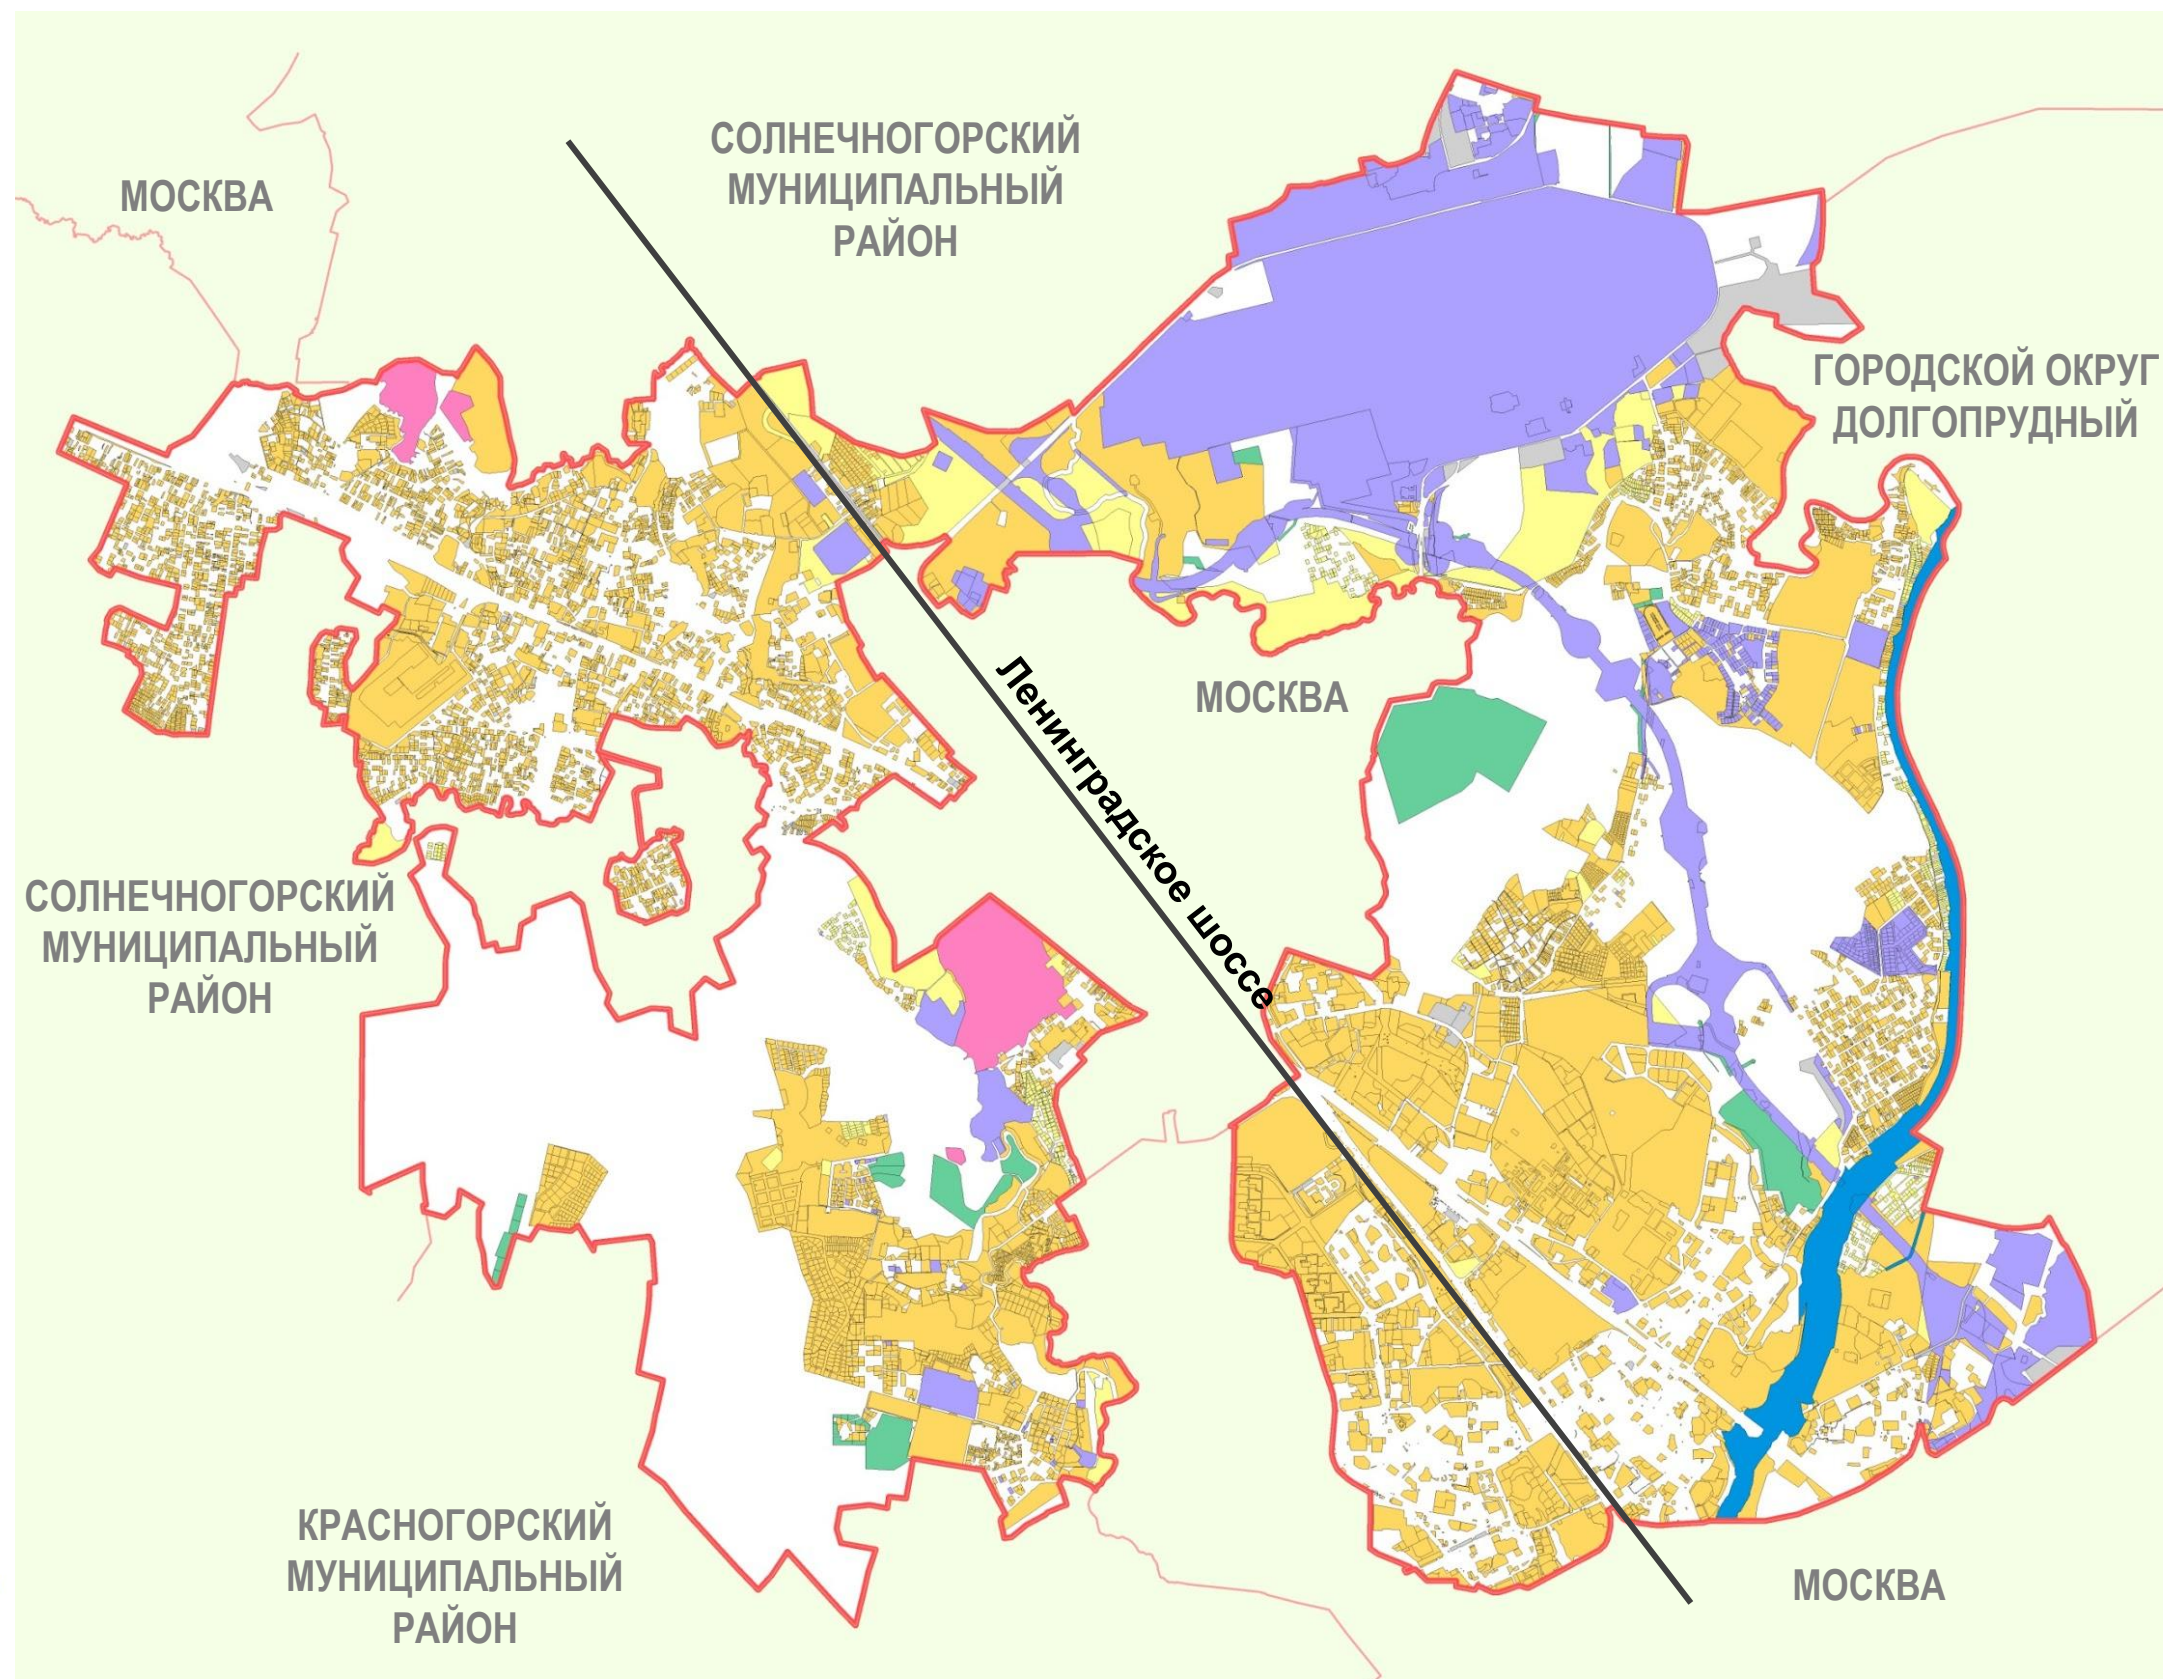 СОЛНЕЧНОГОРСКИЙ
МУНИЦИПАЛЬНЫЙ
РАЙОН
МОСКВА
ГОРОДСКОЙ ОКРУГ
ДОЛГОПРУДНЫЙ
МОСКВА
Ленинградское шоссе
СОЛНЕЧНОГОРСКИЙ
МУНИЦИПАЛЬНЫЙ
РАЙОН
КРАСНОГОРСКИЙ
МУНИЦИПАЛЬНЫЙ
РАЙОН
МОСКВА